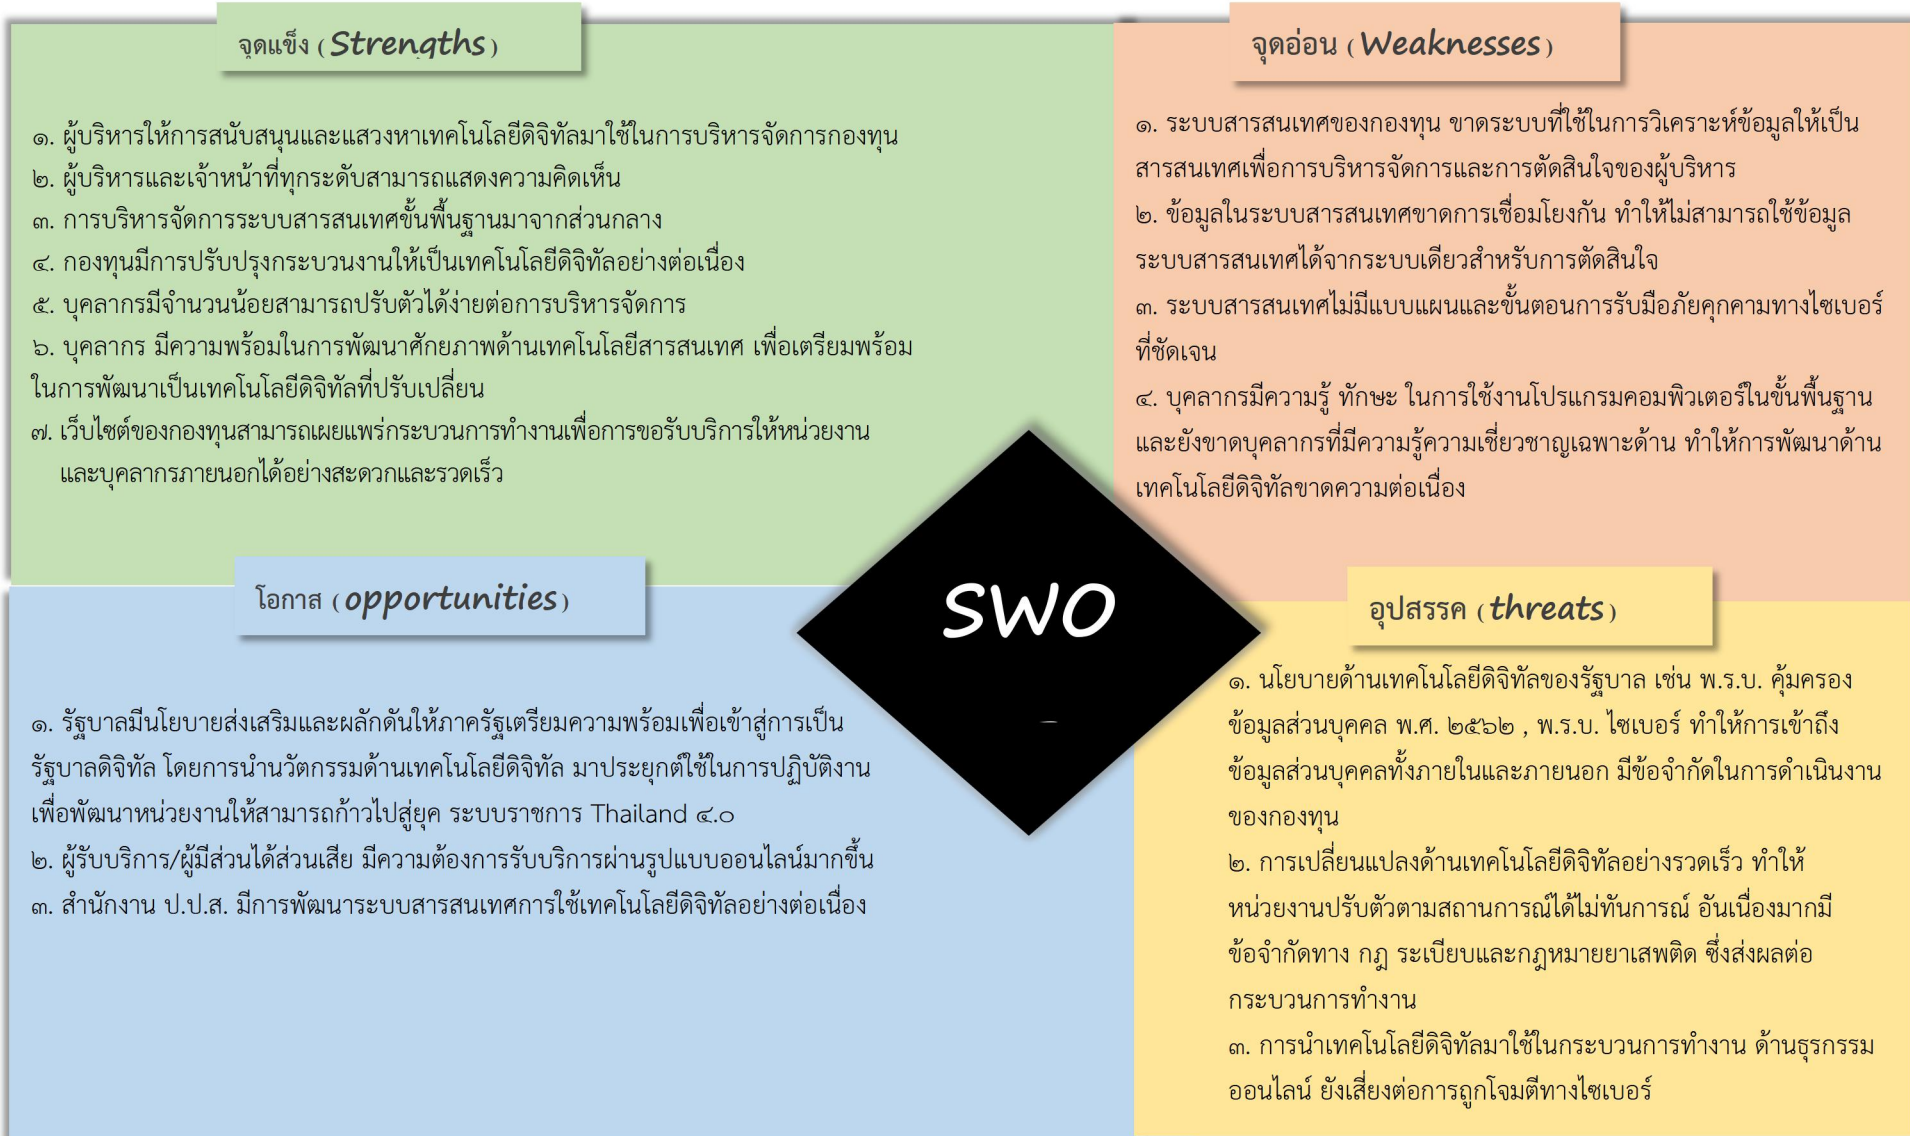 จุดแข็ง (Strengths)
๑. ผู้บริหารให้การสนับสนุนและแสวงหาเทคโนโลยีดิจิทัลมาใช้ในการบริหารจัดการกองทุน
๒. ผู้บริหารและเจ้าหน้าที่ทุกระดับสามารถแสดงความคิดเห็น
๓. การบริหารจัดการระบบสารสนเทศขั้นพื้นฐานมาจากส่วนกลาง
๔. กองทุนมีการปรับปรุงกระบวนงานให้เป็นเทคโนโลยีดิจิทัลอย่างต่อเนื่อง
๕. บุคลากรมีจำนวนน้อยสามารถปรับตัวได้ง่ายต่อการบริหารจัดการ
๖. บุคลากร มีความพร้อมในการพัฒนาศักยภาพด้านเทคโนโลยีสารสนเทศ เพื่อเตรียมพร้อม
ในการพัฒนาเป็นเทคโนโลยีดิจิทัลที่ปรับเปลี่ยน
๗. เว็บไซต์ของกองทุนสามารถเผยแพร่กระบวนการทำงานเพื่อการขอรับบริการให้หน่วยงาน
และบุคลากรภายนอกได้อย่างสะดวกและรวดเร็ว
จุดอ่อน (Weaknesses)
๑. ระบบสารสนเทศของกองทุน ขาดระบบที่ใช้ในการวิเคราะห์ข้อมูลให้เป็น
สารสนเทศเพื่อการบริหารจัดการและการตัดสินใจของผู้บริหาร
๒. ข้อมูลในระบบสารสนเทศขาดการเชื่อมโยงกัน ทำให้ไม่สามารถใช้ข้อมูล
ระบบสารสนเทศได้จากระบบเดียวสำหรับการตัดสินใจ
๓. ระบบสารสนเทศไม่มีแบบแผนและขั้นตอนการรับมือภัยคุกคามทางไซเบอร์
ที่ชัดเจน
๔. บุคลากรมีความรู้ ทักษะ ในการใช้งานโปรแกรมคอมพิวเตอร์ในขั้นพื้นฐาน
และยังขาดบุคลากรที่มีความรู้ความเชี่ยวชาญเฉพาะด้าน ทำให้การพัฒนาด้าน
เทคโนโลยีดิจิทัลขาดความต่อเนื่อง
SWO
โอกาส (opportunities)
๑. รัฐบาลมีนโยบายส่งเสริมและผลักดันให้ภาครัฐเตรียมความพร้อมเพื่อเข้าสู่การเป็น
รัฐบาลดิจิทัล โดยการนำนวัตกรรมด้านเทคโนโลยีดิจิทัล มาประยุกต์ใช้ในการปฏิบัติงาน
เพื่อพัฒนาหน่วยงานให้สามารถก้าวไปสู่ยุค ระบบราชการ Thailand ๔.๐
๒. ผู้รับบริการ/ผู้มีส่วนได้ส่วนเสีย มีความต้องการรับบริการผ่านรูปแบบออนไลน์มากขึ้น
๓. สำนักงาน ป.ป.ส. มีการพัฒนาระบบสารสนเทศการใช้เทคโนโลยีดิจิทัลอย่างต่อเนื่อง
อุปสรรค (threats)
๑. นโยบายด้านเทคโนโลยีดิจิทัลของรัฐบาล เช่น พ.ร.บ. คุ้มครอง
ข้อมูลส่วนบุคคล พ.ศ. ๒๕๖๒ , พ.ร.บ. ไซเบอร์ ทำให้การเข้าถึง
ข้อมูลส่วนบุคคลทั้งภายในและภายนอก มีข้อจำกัดในการดำเนินงาน
ของกองทุน
๒. การเปลี่ยนแปลงด้านเทคโนโลยีดิจิทัลอย่างรวดเร็ว ทำให้
หน่วยงานปรับตัวตามสถานการณ์ได้ไม่ทันการณ์ อันเนื่องมากมี
ข้อจำกัดทาง กฎ ระเบียบและกฎหมายยาเสพติด ซึ่งส่งผลต่อ
กระบวนการทำงาน
๓. การนำเทคโนโลยีดิจิทัลมาใช้ในกระบวนการทำงาน ด้านธุรกรรม
ออนไลน์ ยังเสี่ยงต่อการถูกโจมตีทางไซเบอร์